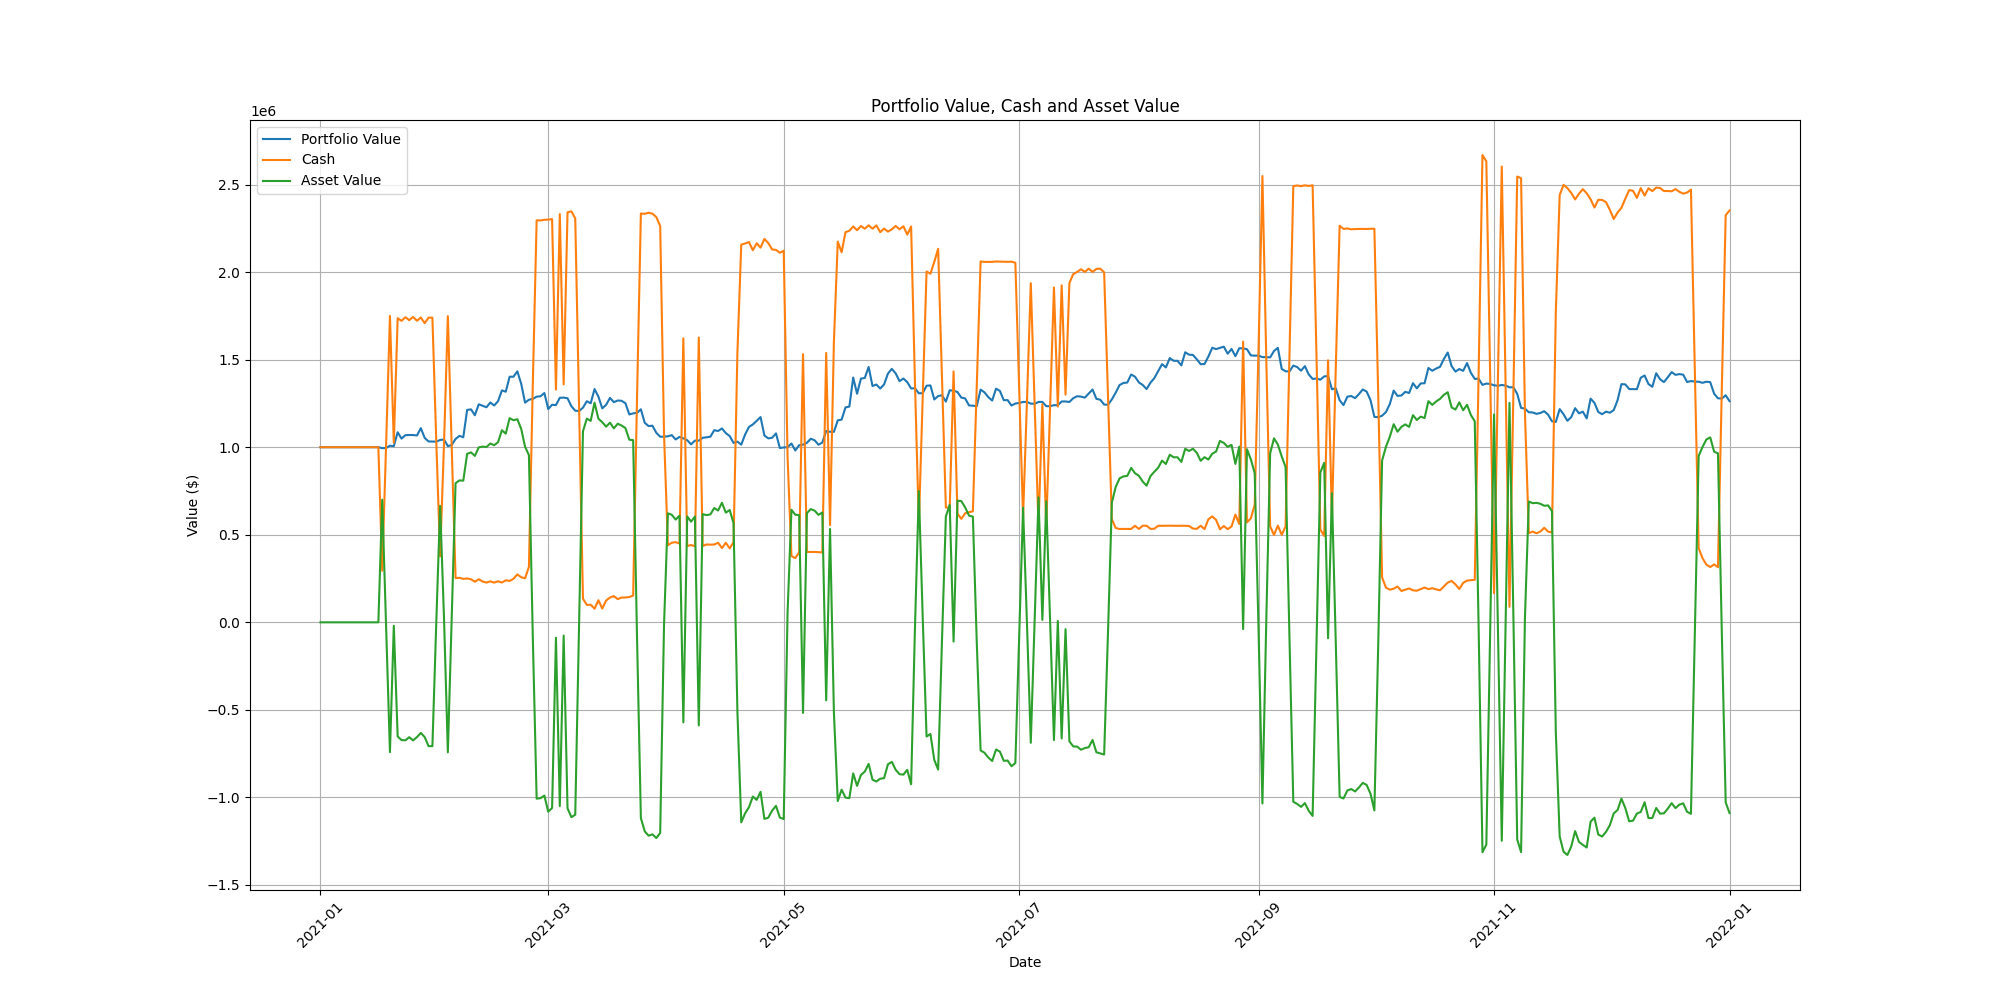 Portfolio Value, Cash and Asset Value
1e6
Portfolio Value
Cash
Asset Value
2.5
2.0
1.5
1.0
0.5
0.0
−0.5
−1.0
−1.5
Value ($)
2021-01
2021-03
2021-05
2021-07
2021-09
2021-11
2022-01
Date